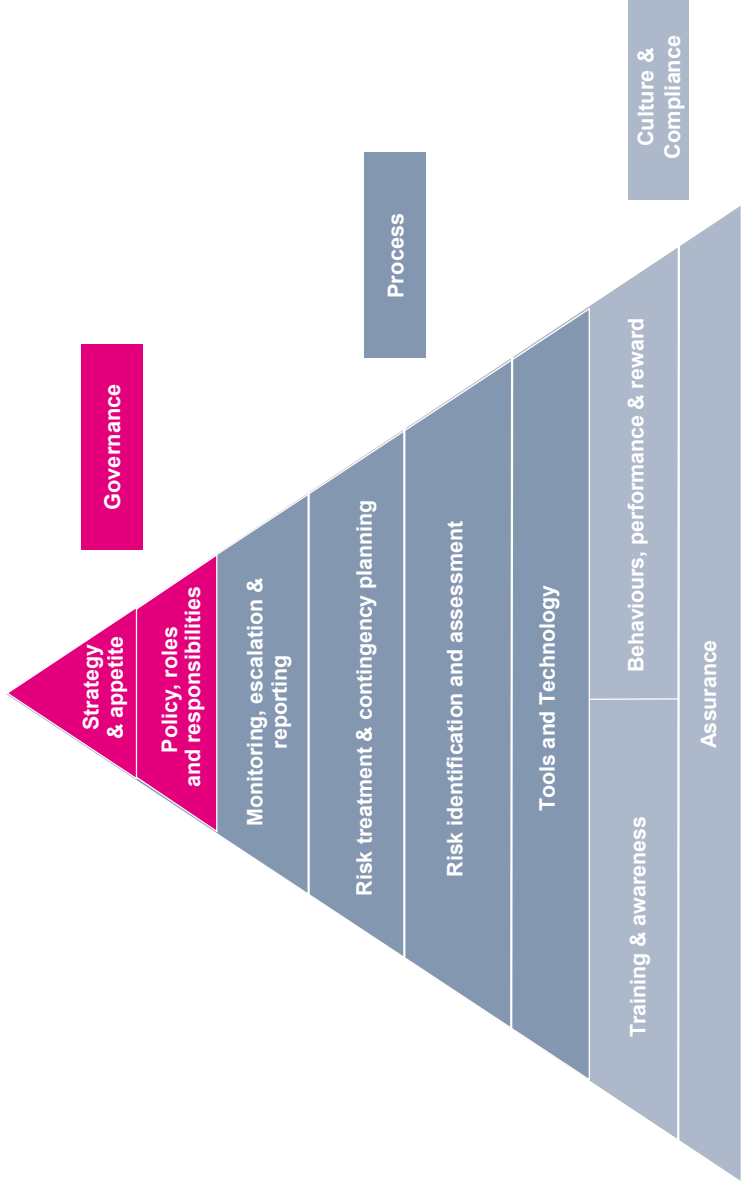 Strategy
& appetite
Policy, roles
and responsibilities
Governance
Monitoring, escalation &
reporting
Risk treatment & contingency planning
Risk identification and assessment
Tools and Technology
Process
Training & awareness
Behaviours, performance & reward
Assurance
Culture &
Compliance